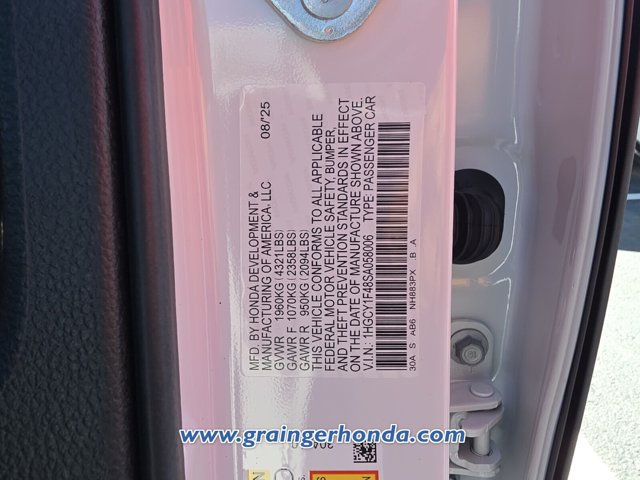 MFD. BY HONDA DEVELOPMENT & 08/'25
MANUFACTURING OF AMERICA, LLC
GVWR 1960KG(4321LBS)
GAWR F 1070KG(2358LBS)
GAWR R 950KG(2094LBS)
THIS VEHICLE CONFORMS TO ALL APPLICABLE
FEDERAL MOTOR VEHICLE SAFETY, BUMPER,
AND THEFT PREVENTION STANDARDS IN EFFECT
ON THE DATE OF MANUFACTURE SHOWN ABOVE.
V.I.N.: 1HGCY1F48SA058006 TYPE: PASSENGER CAR
30A S AB6 NH883PX B A
www.graingerhonda.com